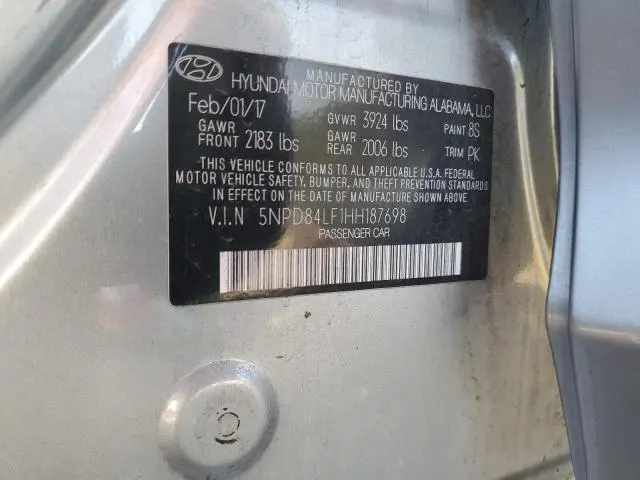 MANUFACTURED BY
HYUNDAI MOTOR MANUFACTURING ALABAMA, LLC
Feb/01/17 GVWR 3924 lbs PAINT 8S
GAWR FRONT 2183 lbs GAWR REAR 2006 lbs TRIM PK
THIS VEHICLE CONFORMS TO ALL APPLICABLE U.S.A. FEDERAL
MOTOR VEHICLE SAFETY, BUMPER, AND THEFT PREVENTION STANDARDS
IN EFFECT ON THE DATE OF MANUFACTURE SHOWN ABOVE
V.I.N 5NPD84LF1HH187698
PASSENGER CAR